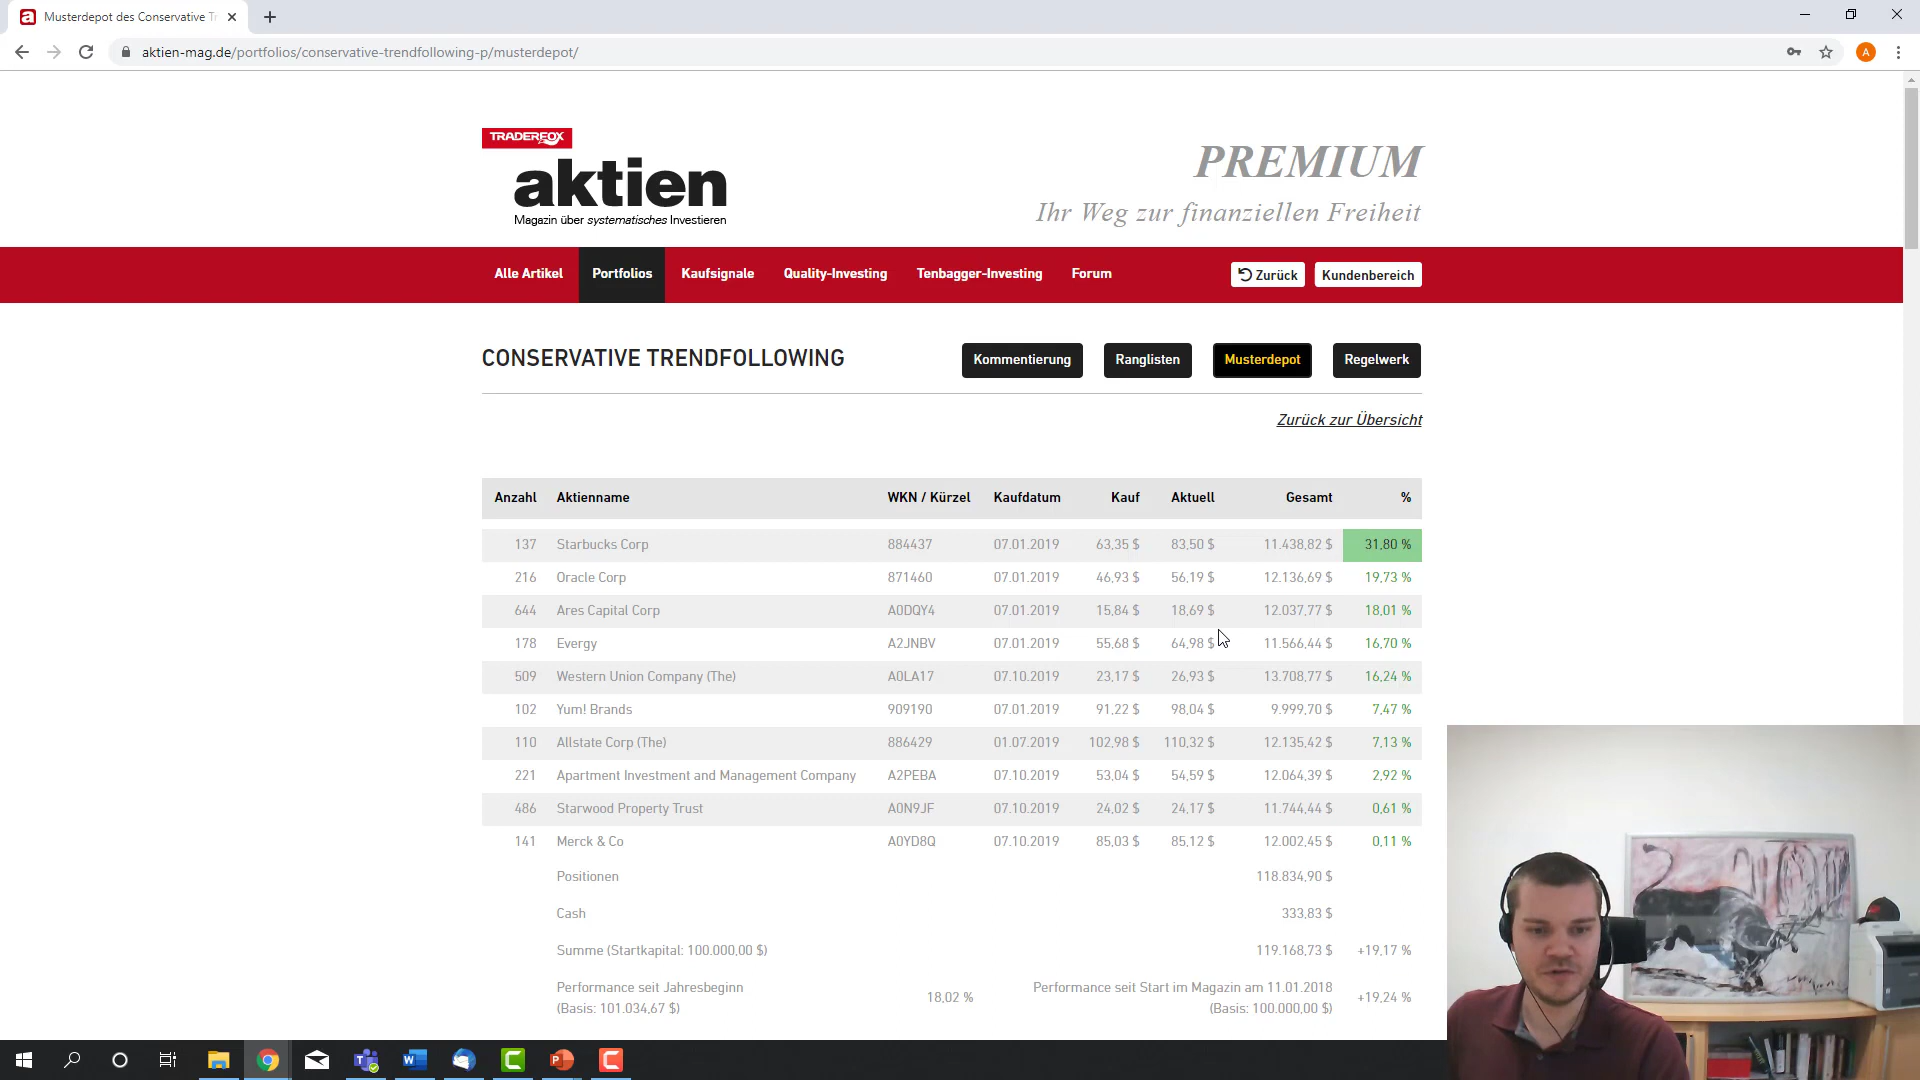 Musterdepot des Conservative Tr
aktien-mag.de/portfolios/conservative-trendfollowing-p/musterdepot/
A
TRADERFOX
aktien
Magazin über systematisches Investieren
PREMIUM
Ihr Weg zur finanziellen Freiheit
Alle Artikel Portfolios Kaufsignale Quality-Investing Tenbagger-Investing Forum Zurück Kundenbereich
CONSERVATIVE TRENDFOLLOWING Kommentierung Ranglisten Musterdepot Regelwerk
Zurück zur Übersicht
Anzahl Aktienname WKN / Kürzel Kaufdatum Kauf Aktuell Gesamt %
137 Starbucks Corp 884437 07.01.2019 63,35 $ 83,50 $ 11.438,82 $ 31,80 %
216 Oracle Corp 871460 07.01.2019 46,93 $ 56,19 $ 12.136,69 $ 19,73 %
644 Ares Capital Corp A0DQY4 07.01.2019 15,84 $ 18,69 $ 12.037,77 $ 18,01 %
178 Evergy A2JNBV 07.01.2019 55,68 $ 64,98 $ 11.566,44 $ 16,70 %
509 Western Union Company (The) A0LA17 07.10.2019 23,17 $ 26,93 $ 13.708,77 $ 16,24 %
102 Yum! Brands 909190 07.01.2019 91,22 $ 98,04 $ 9.999,70 $ 7,47 %
110 Allstate Corp (The) 886429 01.07.2019 102,98 $ 110,32 $ 12.135,42 $ 7,13 %
221 Apartment Investment and Management Company A2PEBA 07.10.2019 53,04 $ 54,59 $ 12.064,39 $ 2,92 %
486 Starwood Property Trust A0N9JF 07.10.2019 24,02 $ 24,17 $ 11.744,44 $ 0,61 %
141 Merck & Co A0YD8Q 07.10.2019 85,03 $ 85,12 $ 12.002,45 $ 0,11 %
Positionen 118.834,90 $
Cash 333,83 $
Summe (Startkapital: 100.000,00 $) 119.168,73 $ +19,17 %
Performance seit Jahresbeginn
(Basis: 101.034,67 $) 18,02 %
Performance seit Start im Magazin am 11.01.2018
(Basis: 100.000,00 $) +19,24 %